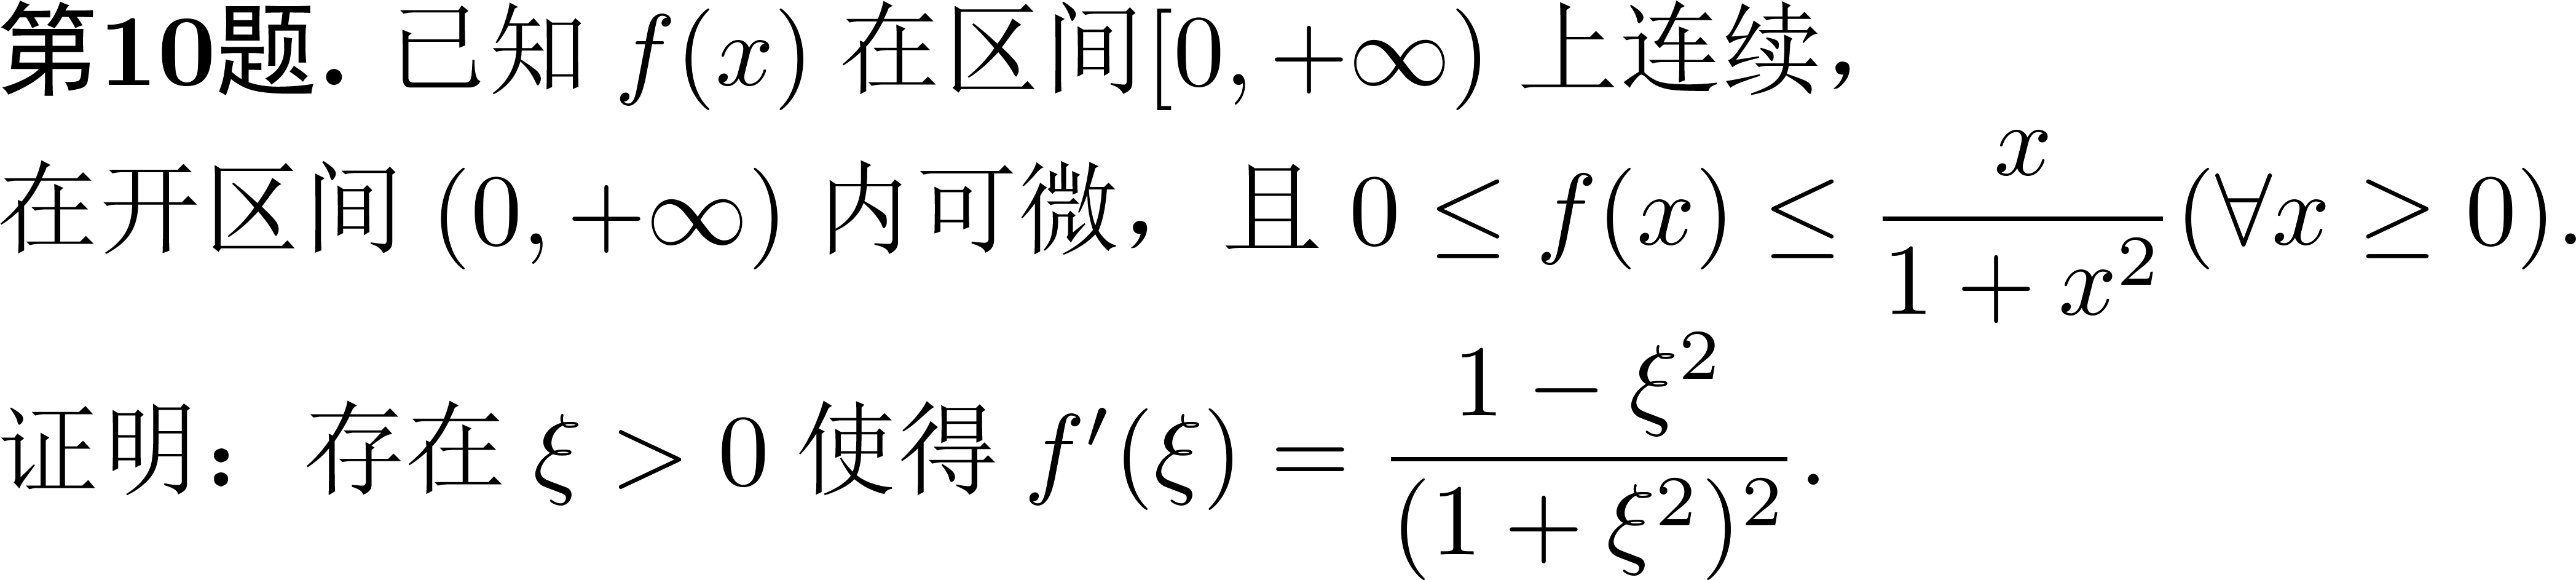 第10题. 已知 f(x) 在区间[0, +∞) 上连续,
在开区间 (0, +∞) 内可微, 且 0 ≤ f(x) ≤ \frac{x}{1 + x^2} (∀x ≥ 0).
证明: 存在 ξ > 0 使得 f′(ξ) = \frac{1 − ξ^2}{(1 + ξ^2)^2}.